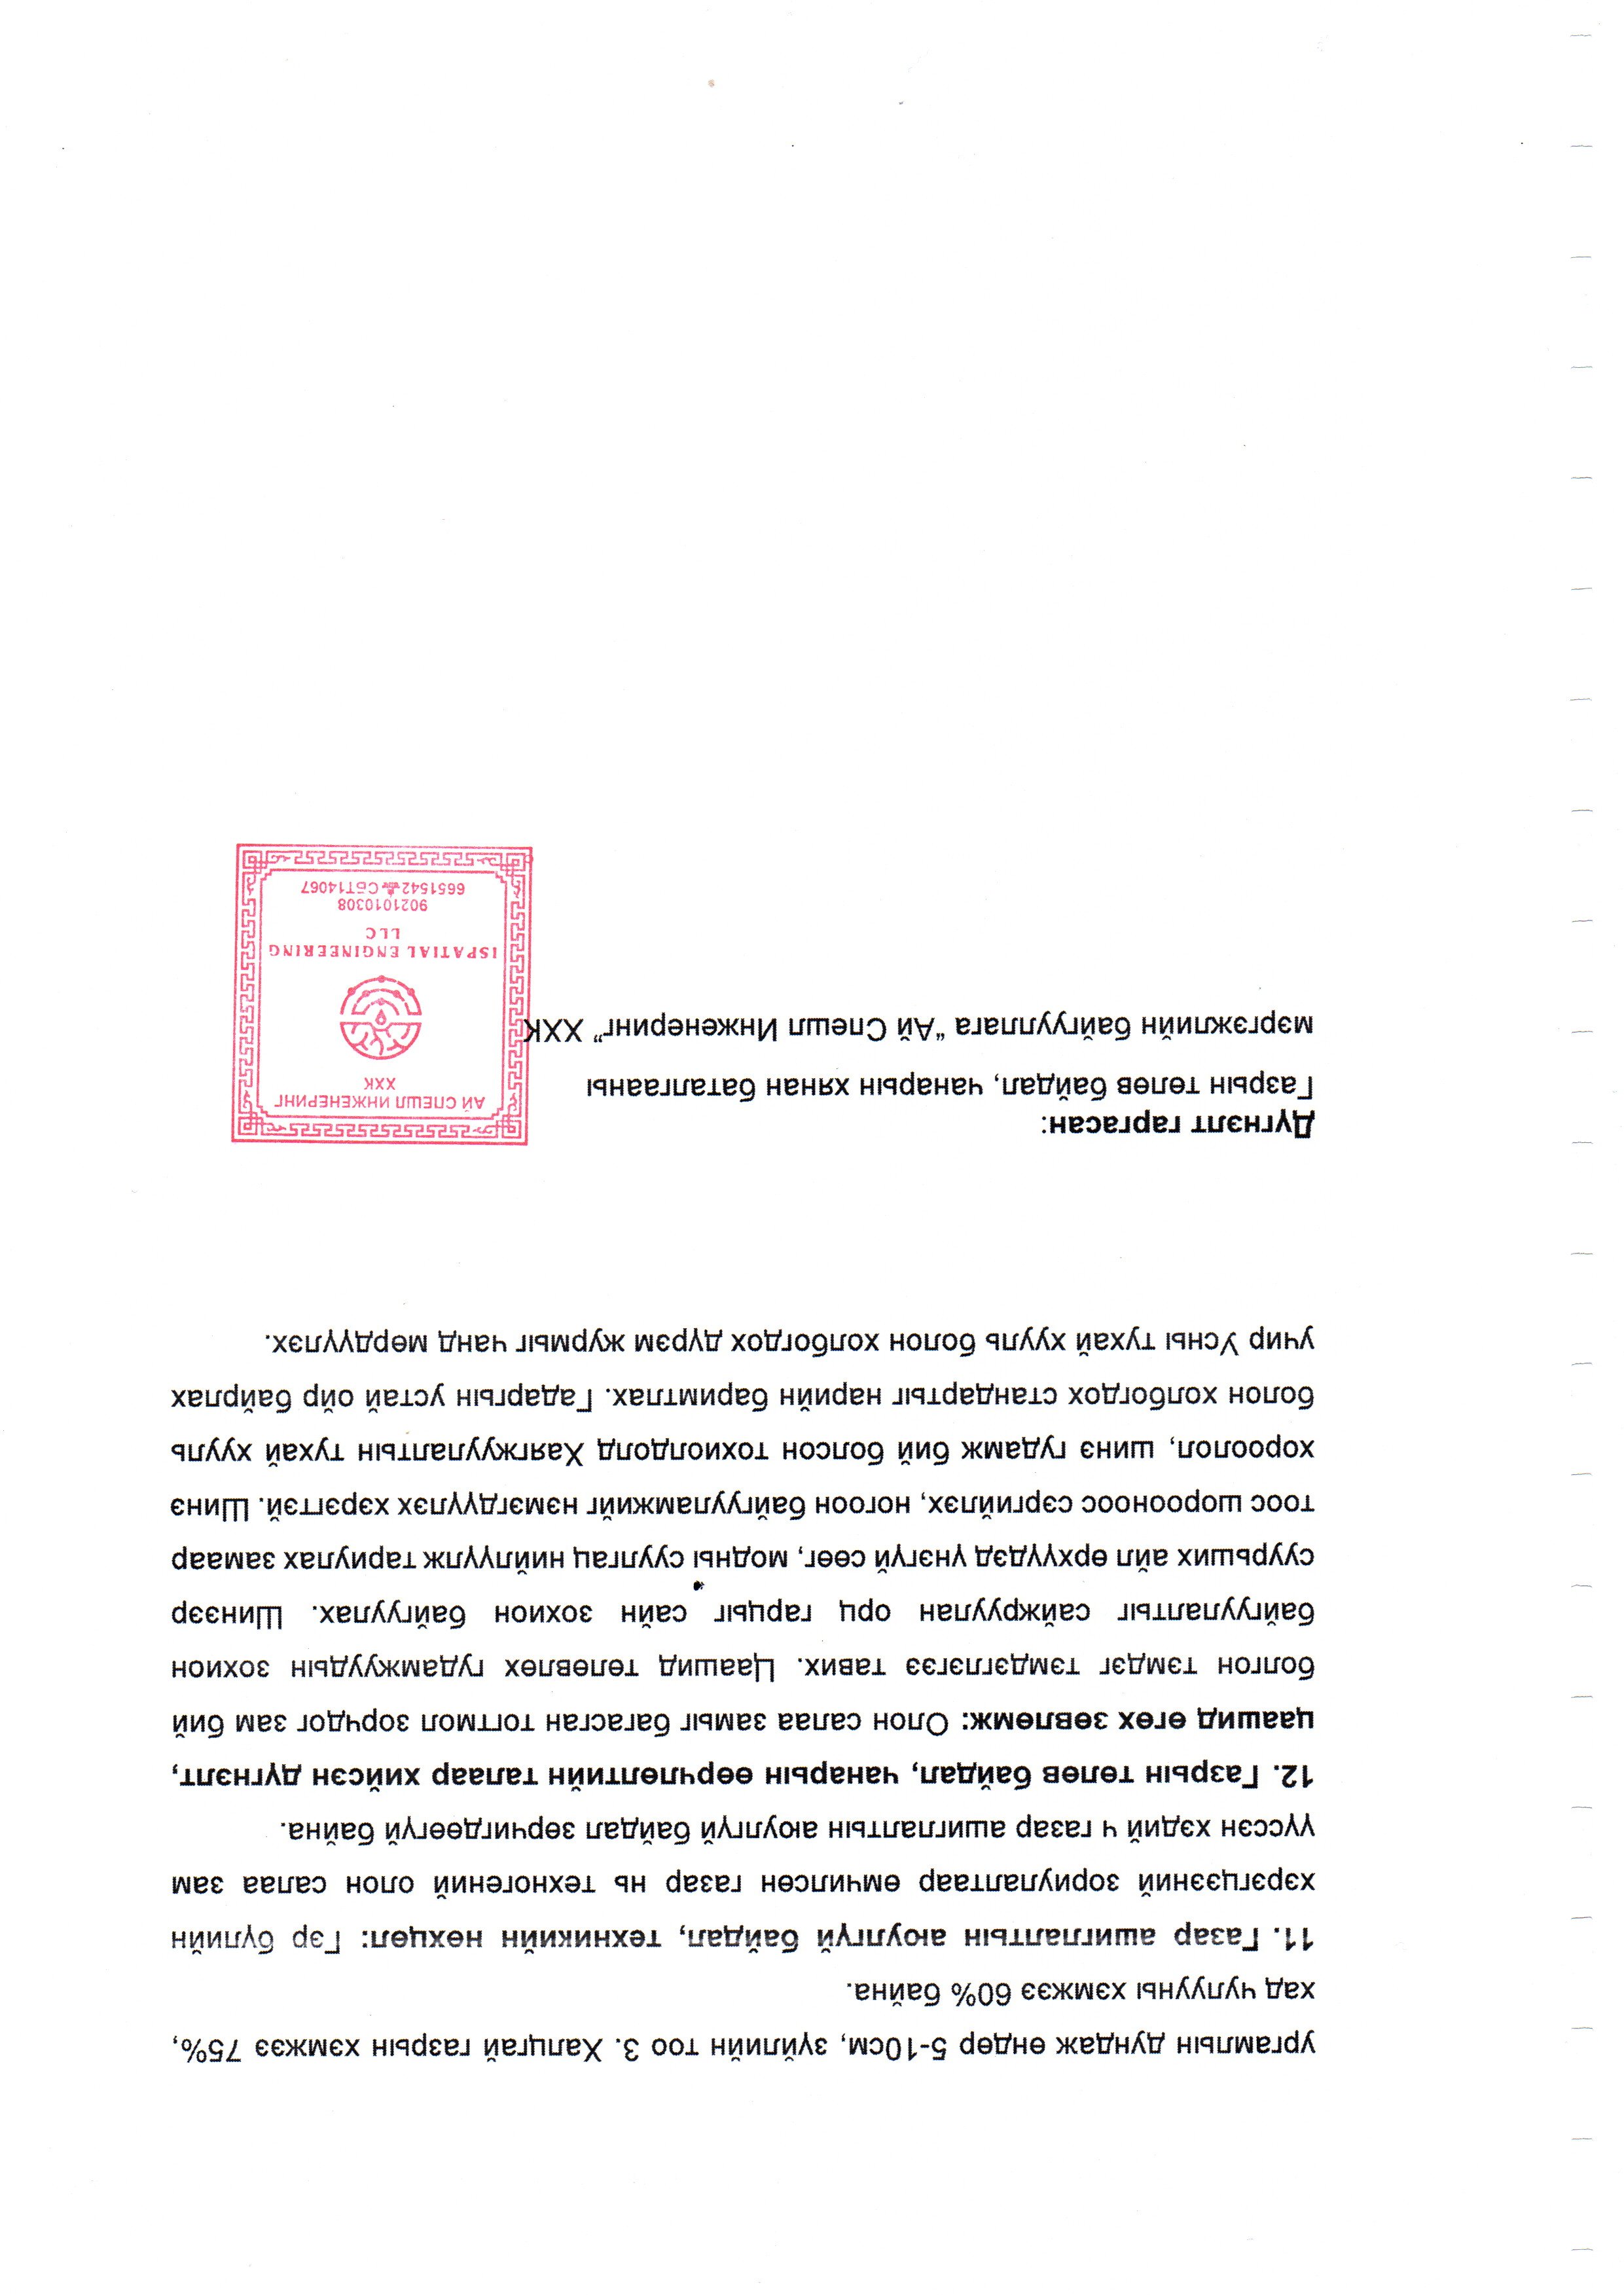 ургамлын дундаж өндөр 5-10см, зүйлийн тоо 3. Халцгай газрын хэмжээ 75%,
хад чулууны хэмжээ 60% байна.
11. Газар ашиглалтын аюулгүй байдал, техникийн нөхцөл: Гэр бүлийн
хэрэгцээний зориулалтаар өмчилсөн газар нь техногений олон салаа зам
үүссэн хэдий ч газар ашиглалтын аюулгүй байдал зөрчигдөөгүй байна.
12. Газрын төлөв байдал, чанарын өөрчлөлтийн талаар хийсэн дүгнэлт,
цаашид өгөх зөвлөмж: Олон салаа замыг багасган тогтмол зорчдог зам бий
болгон тэмдэг тэмдэглэгээ тавих. Цаашид төлөвлөх гудамжуудын зохион
байгуулалтыг сайжруулан орц гарцыг сайн зохион байгуулах. Шинээр
суурьших айл өрхүүдэд үнэгүй сөөг, модны суулгац нийлүүлж тариулах замаар
тоос шорооноос сэргийлэх, ногоон байгууламжийг нэмэгдүүлэх хэрэгтэй. Шинэ
хороолол, шинэ гудамж бий болсон тохиолдолд Хаягжуулалтын тухай хууль
болон холбогдох стандартыг нарийн баримтлах. Гадаргын устай ойр байрлах
учир Усны тухай хууль болон холбогдох дүрэм журмыг чанд мөрдүүлэх.
Дүгнэлт гаргасан:
Газрын төлөв байдал, чанарын хянан баталгааны
мэргэжлийн байгууллага “Ай Спешл Инженеринг” ХХК
АЙ СПЕШЛ ИНЖЕНЕРИНГ
ХХК
ISPATIAL ENGINEERING
LLC
9021010308
6651542 СБТ14067